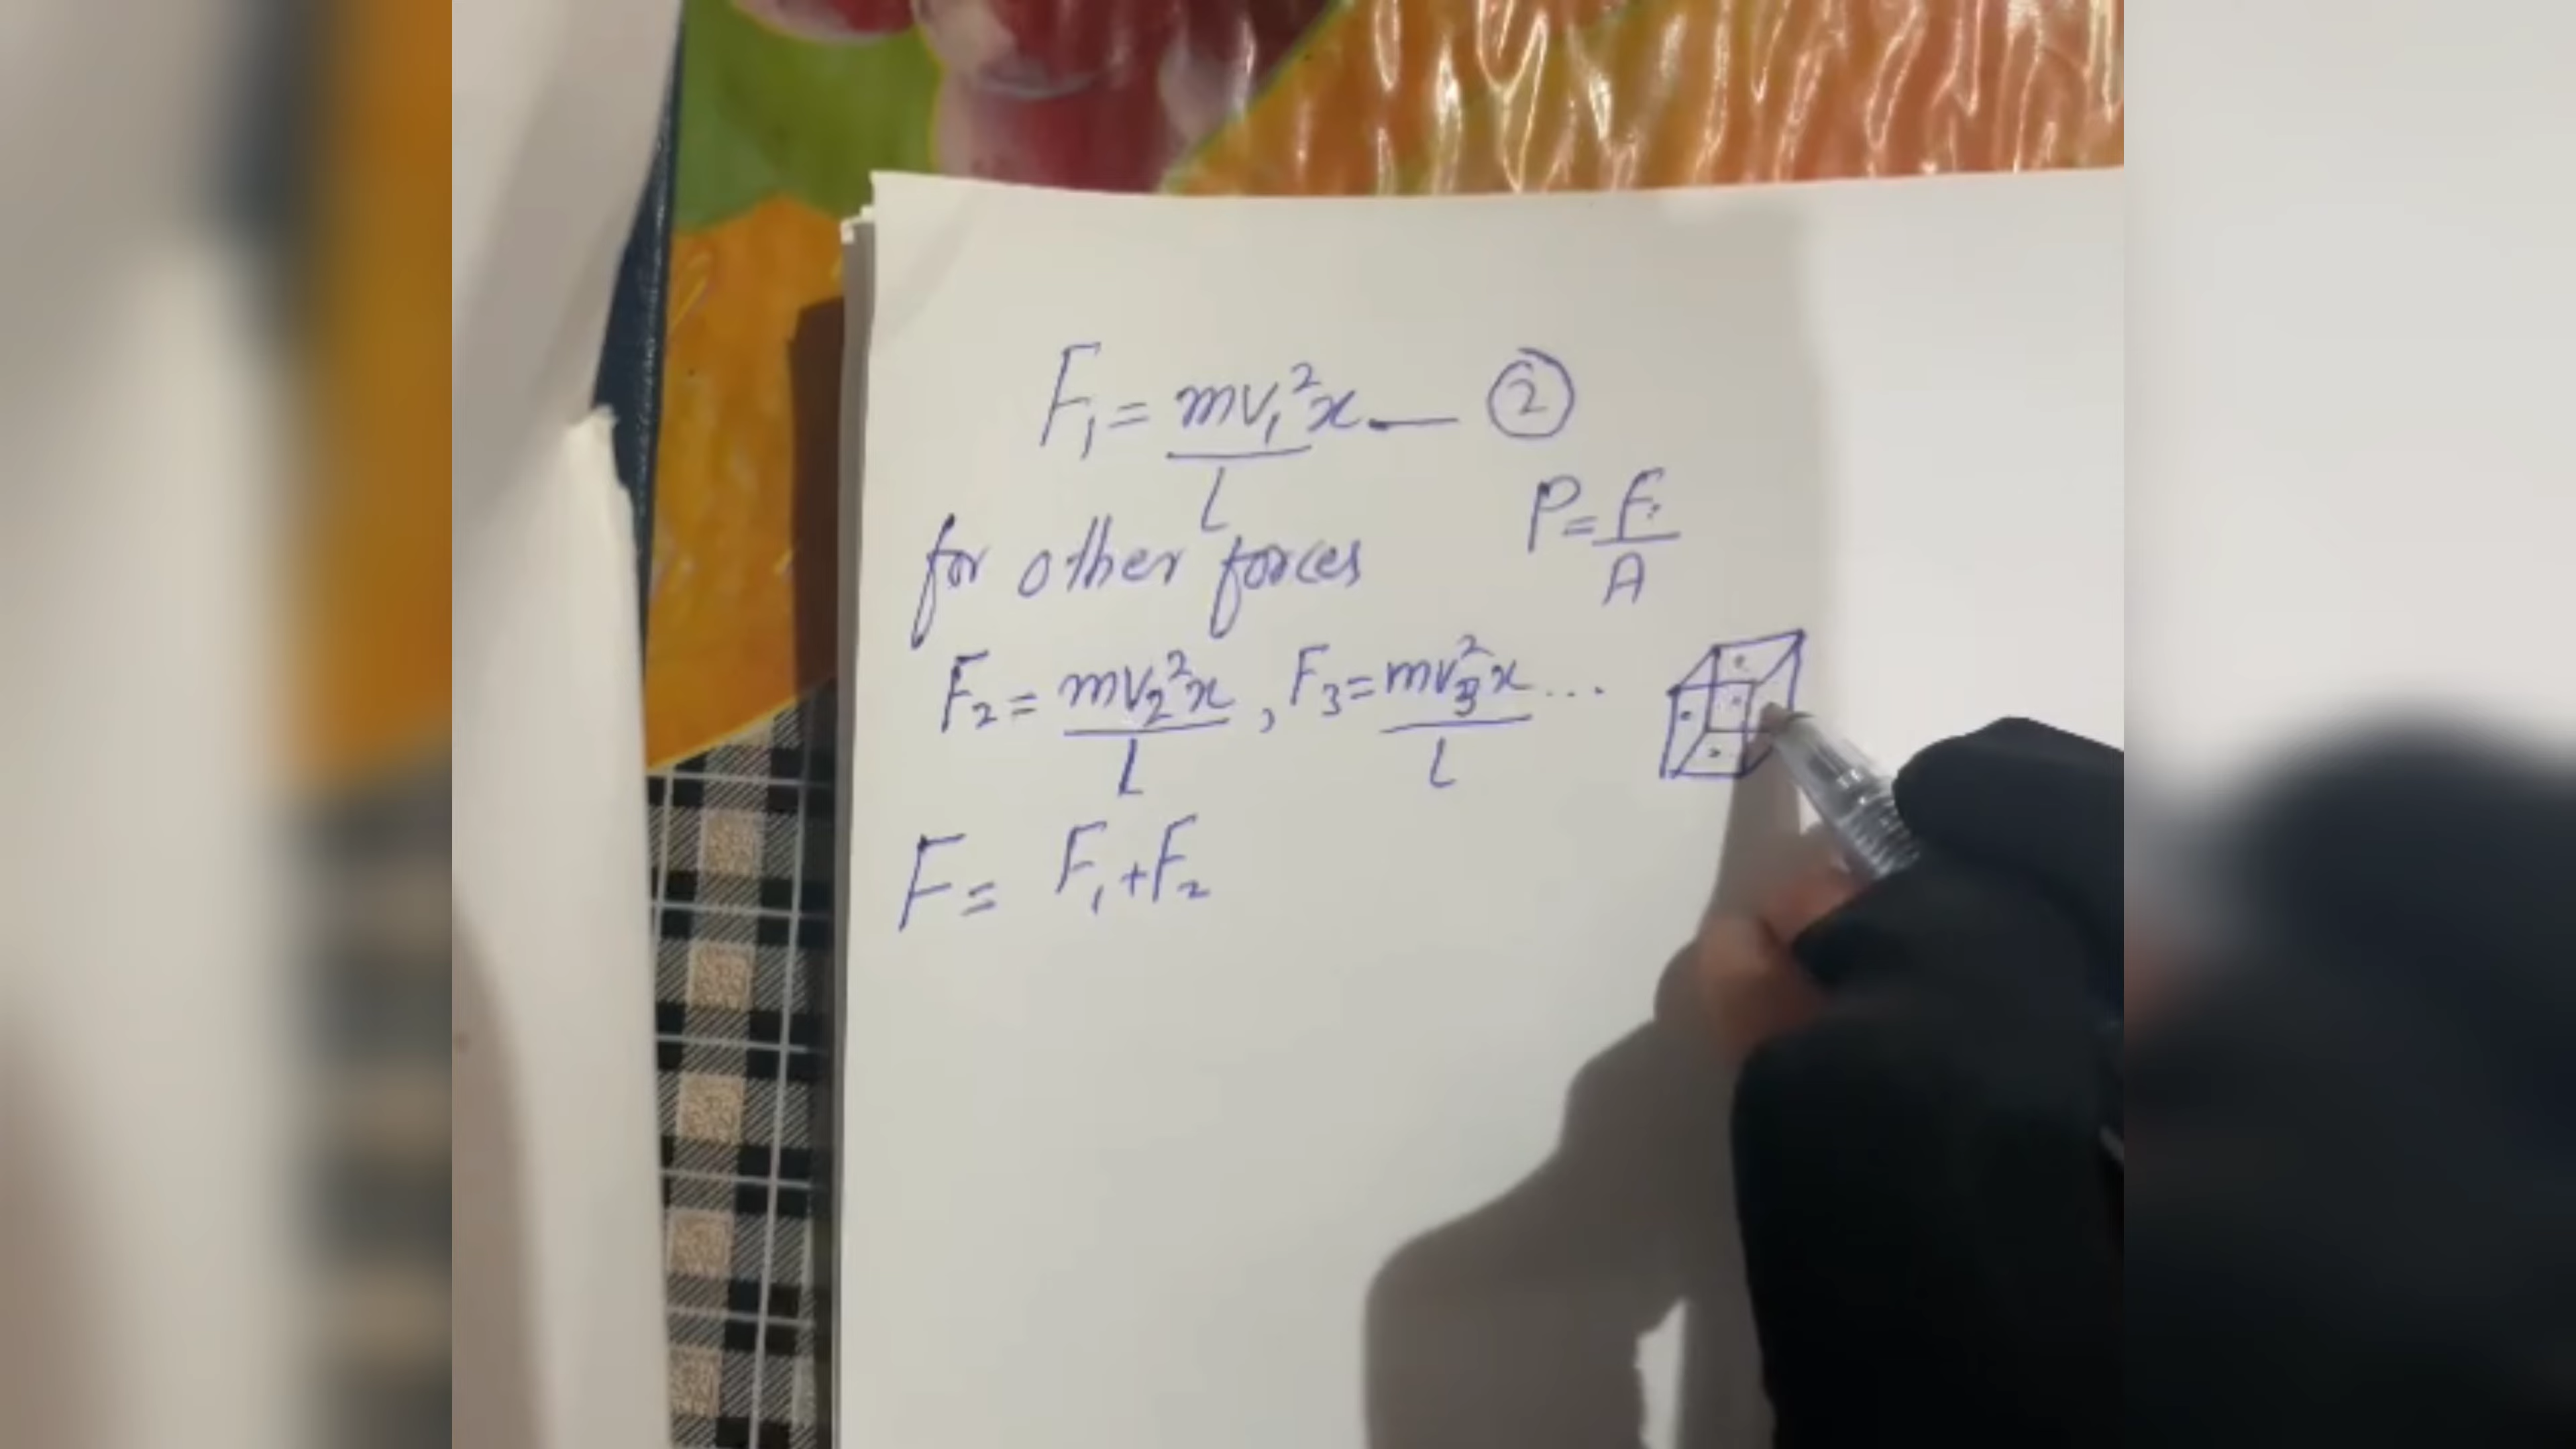 F₁ = mv₁²x / L — ②
for other forces
P = F / A
F₂ = mv₂²x / L , F₃ = mv₃²x / L ...
F = F₁ + F₂